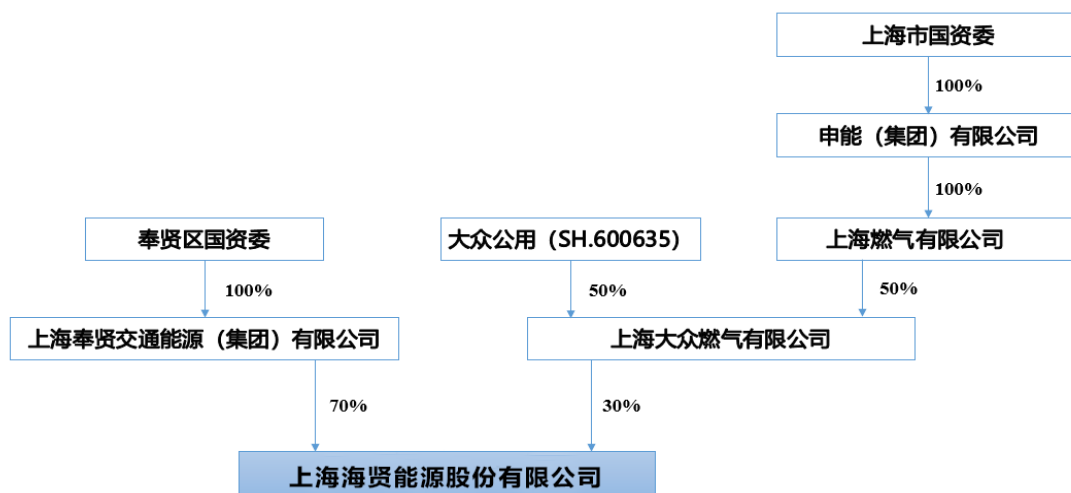 上海市国资委
100%
申能（集团）有限公司
100%
奉贤区国资委
大众公用（SH.600635）
上海燃气有限公司
100%
50%
50%
上海奉贤交通能源（集团）有限公司
上海大众燃气有限公司
70%
30%
上海海贤能源股份有限公司